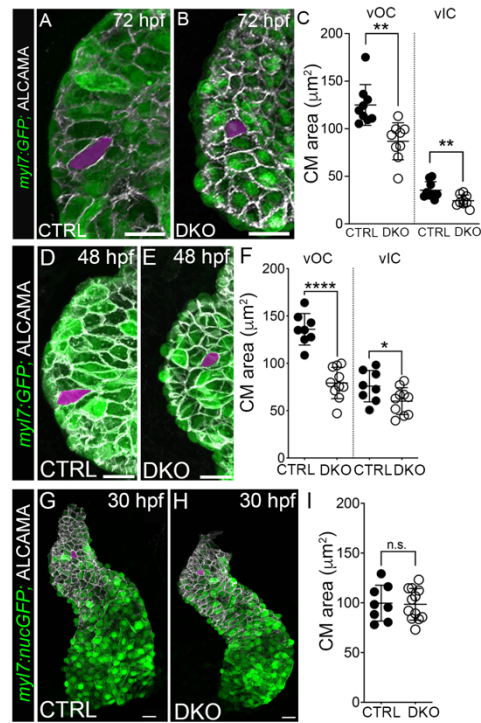 A
72 hpf
myl7:GFP; ALCAMA
CTRL
B
72 hpf
DKO
C
vOC
vIC
**
**
CM area (μm²)
200
150
100
50
0
CTRL DKO
CTRL DKO
D
48 hpf
CTRL
E
48 hpf
DKO
F
vOC
vIC
****
*
CM area (μm²)
200
150
100
50
0
CTRL DKO
CTRL DKO
G
30 hpf
myl7:nucGFP; ALCAMA
CTRL
H
30 hpf
DKO
I
n.s.
CM area (μm²)
200
150
100
50
0
CTRL DKO